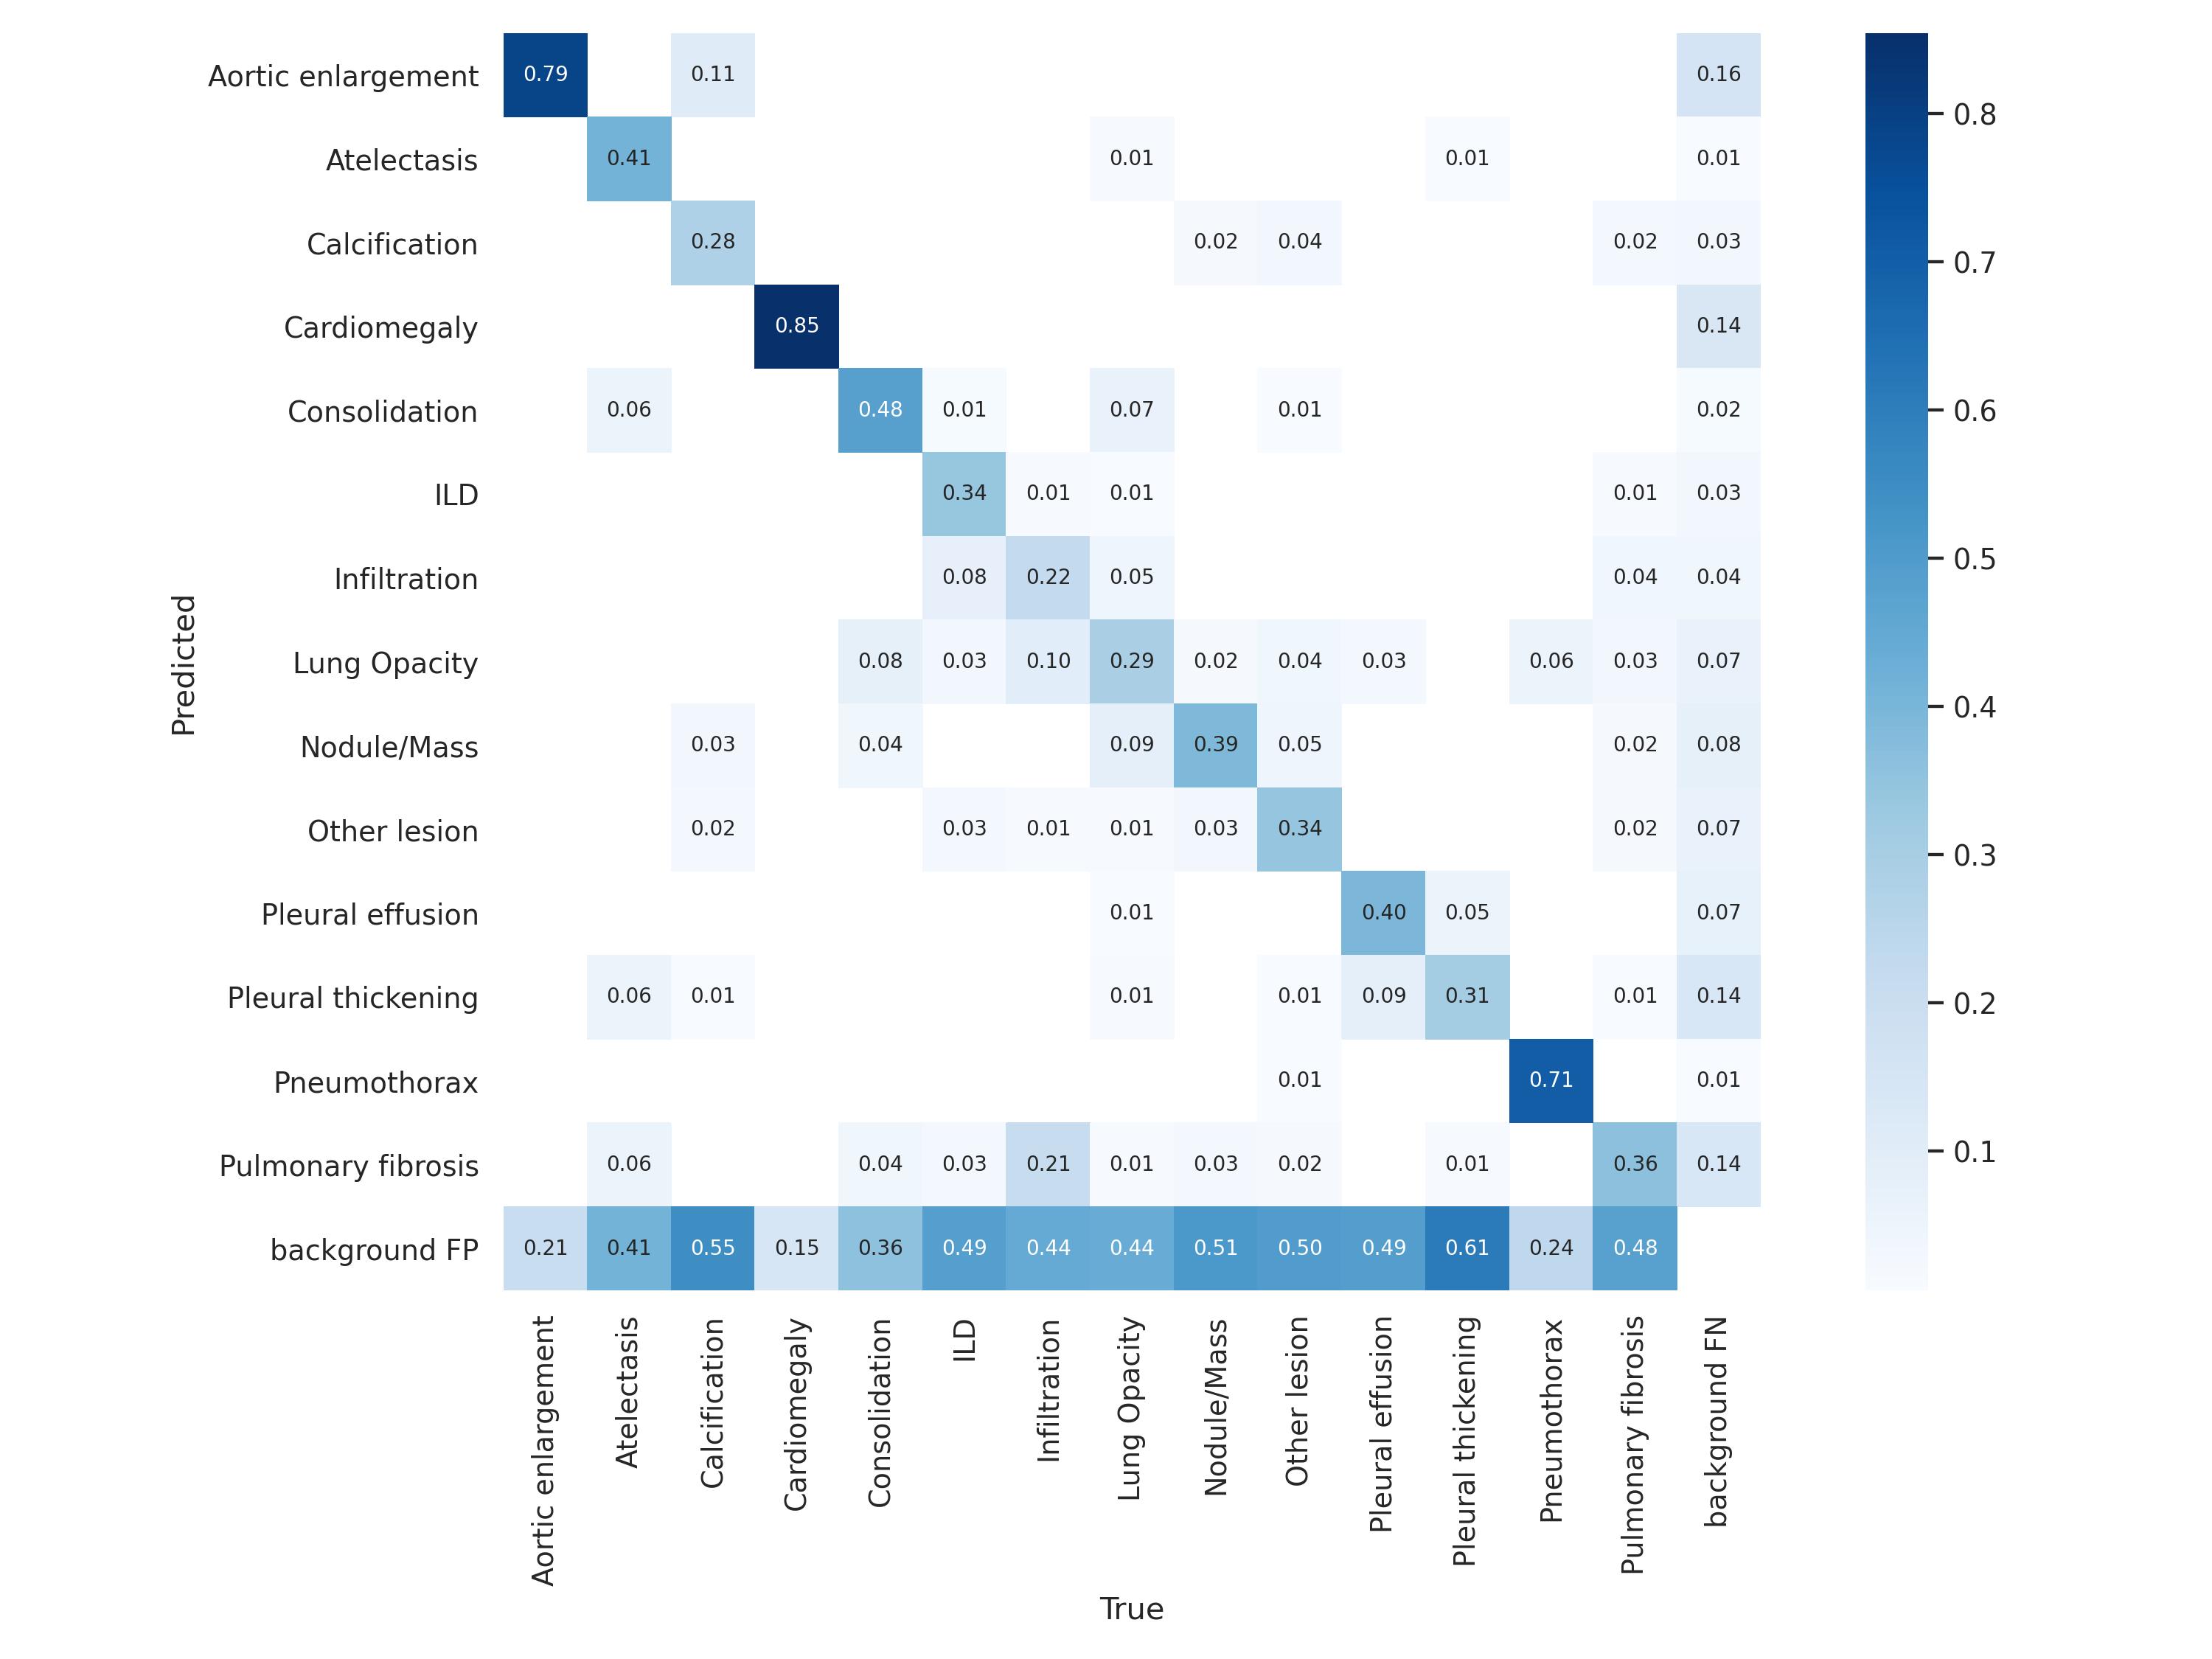 Aortic enlargement 0.79 0.11 0.16
Atelectasis 0.41 0.01 0.01 0.01
Calcification 0.28 0.02 0.04 0.02 0.03
Cardiomegaly 0.85 0.14
Consolidation 0.06 0.48 0.01 0.07 0.01 0.02
ILD 0.34 0.01 0.01 0.01 0.03
Infiltration 0.08 0.22 0.05 0.04 0.04
Lung Opacity 0.08 0.03 0.10 0.29 0.02 0.04 0.03 0.06 0.03 0.07
Nodule/Mass 0.03 0.04 0.09 0.39 0.05 0.02 0.08
Other lesion 0.02 0.03 0.01 0.01 0.03 0.34 0.02 0.07
Pleural effusion 0.01 0.40 0.05 0.07
Pleural thickening 0.06 0.01 0.01 0.01 0.09 0.31 0.01 0.14
Pneumothorax 0.01 0.71 0.01
Pulmonary fibrosis 0.06 0.04 0.03 0.21 0.01 0.03 0.02 0.01 0.36 0.14
background FP 0.21 0.41 0.55 0.15 0.36 0.49 0.44 0.44 0.51 0.50 0.49 0.61 0.24 0.48
Predicted
Aortic enlargement
Atelectasis
Calcification
Cardiomegaly
Consolidation
ILD
Infiltration
Lung Opacity
Nodule/Mass
Other lesion
Pleural effusion
Pleural thickening
Pneumothorax
Pulmonary fibrosis
background FN
True
0.8
0.7
0.6
0.5
0.4
0.3
0.2
0.1